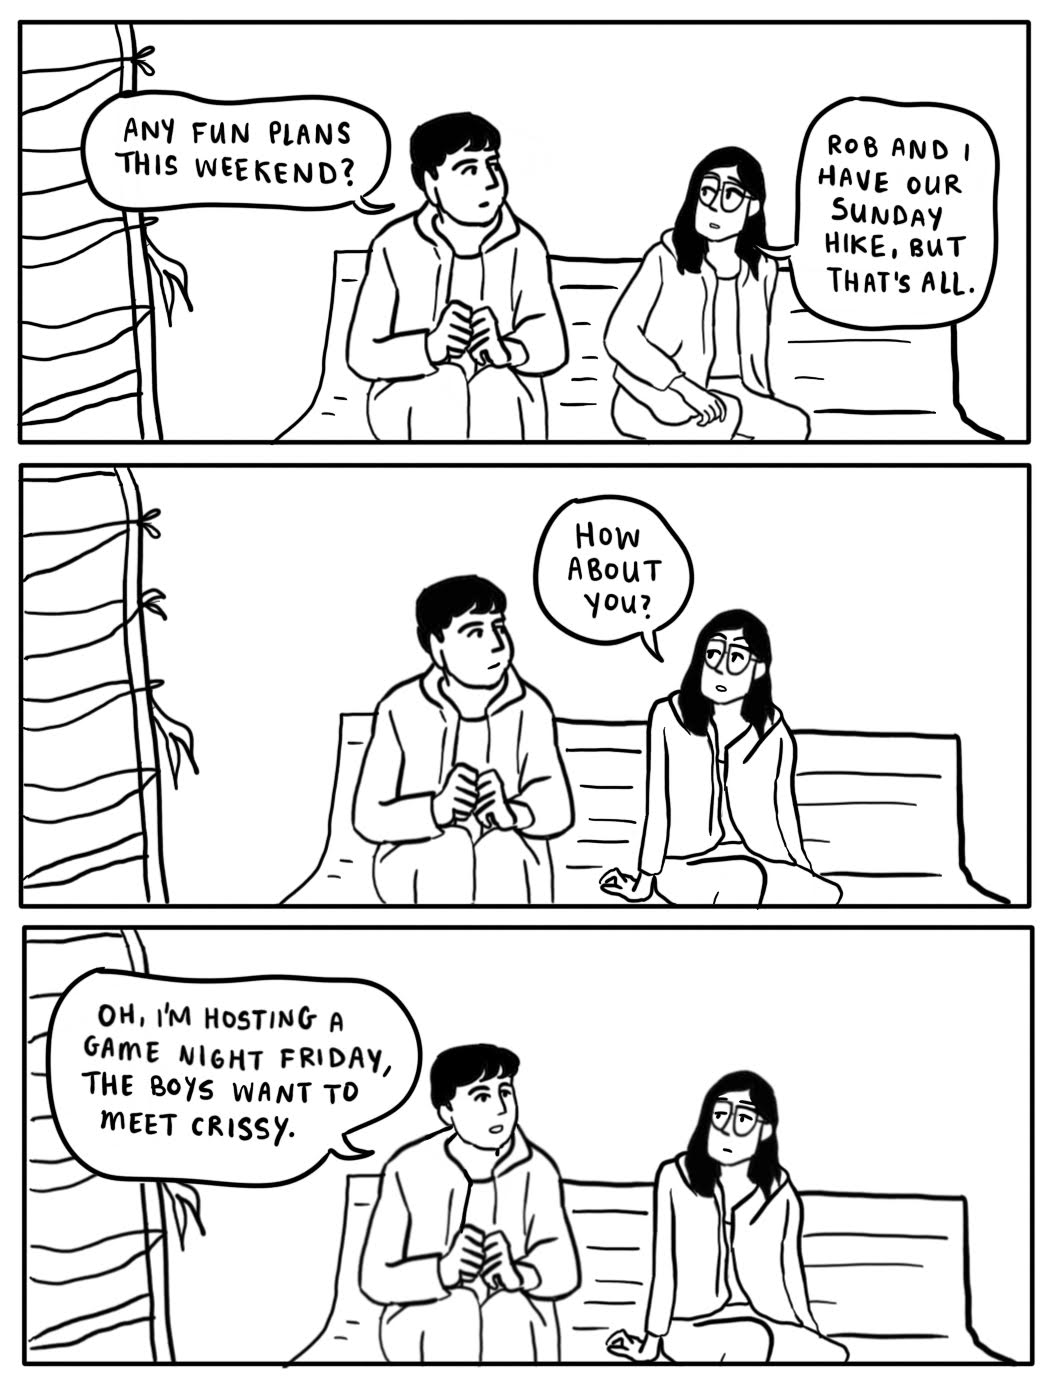 ANY FUN PLANS
THIS WEEKEND?
ROB AND I
HAVE OUR
SUNDAY
HIKE, BUT
THAT'S ALL.
HOW
ABOUT
YOU?
OH, I'M HOSTING A
GAME NIGHT FRIDAY,
THE BOYS WANT TO
MEET CRISSY.